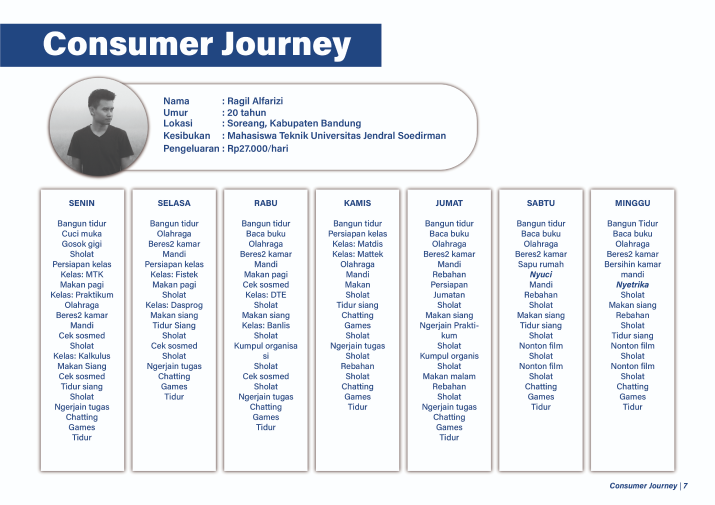 Consumer Journey
Nama : Ragil Alfarizi
Umur : 20 tahun
Lokasi : Soreang, Kabupaten Bandung
Kesibukan : Mahasiswa Teknik Universitas Jendral Soedirman
Pengeluaran : Rp27.000/hari
SENIN
Bangun tidur
Cuci muka
Gosok gigi
Sholat
Persiapan kelas
Kelas: MTK
Makan pagi
Kelas: Praktikum
Olahraga
Beres2 kamar
Mandi
Cek sosmed
Sholat
Kelas: Kalkulus
Makan Siang
Cek sosmed
Tidur siang
Sholat
Ngerjain tugas
Chatting
Games
Tidur
SELASA
Bangun tidur
Olahraga
Beres2 kamar
Mandi
Persiapan kelas
Kelas: Fistek
Makan pagi
Sholat
Kelas: Dasprog
Makan siang
Tidur Siang
Sholat
Cek sosmed
Sholat
Ngerjain tugas
Chatting
Games
Tidur
RABU
Bangun tidur
Baca buku
Olahraga
Beres2 kamar
Mandi
Makan pagi
Cek sosmed
Kelas: DTE
Sholat
Makan siang
Kelas: Banlis
Sholat
Kumpul organisa
si
Sholat
Cek sosmed
Sholat
Ngerjain tugas
Chatting
Games
Tidur
KAMIS
Bangun tidur
Persiapan kelas
Kelas: Matdis
Kelas: Mattek
Olahraga
Mandi
Makan
Sholat
Tidur siang
Chatting
Games
Sholat
Ngerjain tugas
Sholat
Rebahan
Sholat
Chatting
Games
Tidur
JUMAT
Bangun tidur
Baca buku
Olahraga
Beres2 kamar
Mandi
Rebahan
Persiapan
Jumatan
Sholat
Makan siang
Ngerjain Prakti-
kum
Sholat
Kumpul organis
Sholat
Makan malam
Rebahan
Sholat
Ngerjain tugas
Chatting
Games
Tidur
SABTU
Bangun tidur
Baca buku
Olahraga
Beres2 kamar
Sapu rumah
Nyuci
Mandi
Rebahan
Sholat
Makan siang
Tidur siang
Sholat
Nonton film
Sholat
Nonton film
Sholat
Chatting
Games
Tidur
MINGGU
Bangun Tidur
Baca buku
Olahraga
Beres2 kamar
Bersihin kamar
mandi
Nyetrika
Sholat
Makan siang
Rebahan
Sholat
Tidur siang
Nonton film
Sholat
Nonton film
Sholat
Chatting
Games
Tidur
Consumer Journey | 7